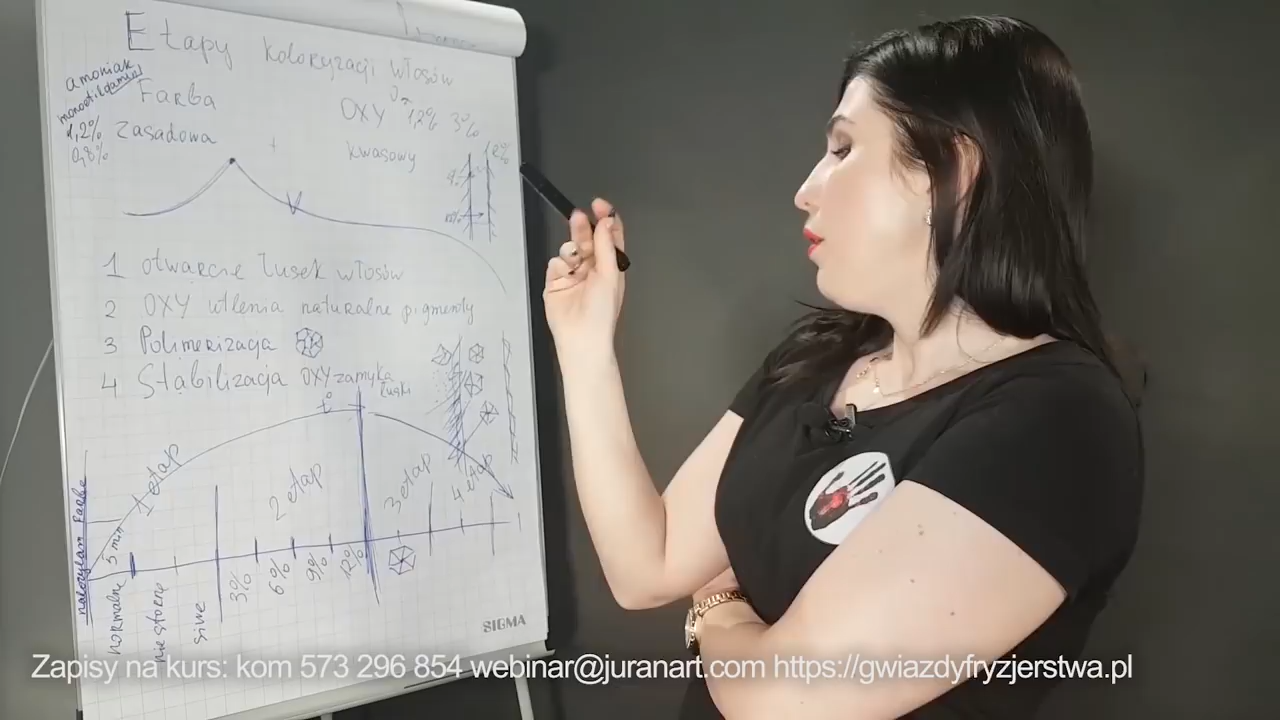 Etapy koloryzacji włosów
amoniak
Farba
OXY 1,2% 3%
1,2%
zasadowa
0,8%
kwasowy
12%
1 otwarcie łusek włosów
2 OXY utlenia naturalne pigmenty
3 Polimeryzacja
4 Stabilizacja OXY zamyka łuski
t°
1 etap
2 etap
3 etap
4 etap
nałożyłam farbę
5 min
3%
6%
9%
12%
normalne
siwe
SIGMA
Zapisy na kurs: kom 573 296 854 webinar@juranart.com https://gwiazdyfryzjerstwa.pl